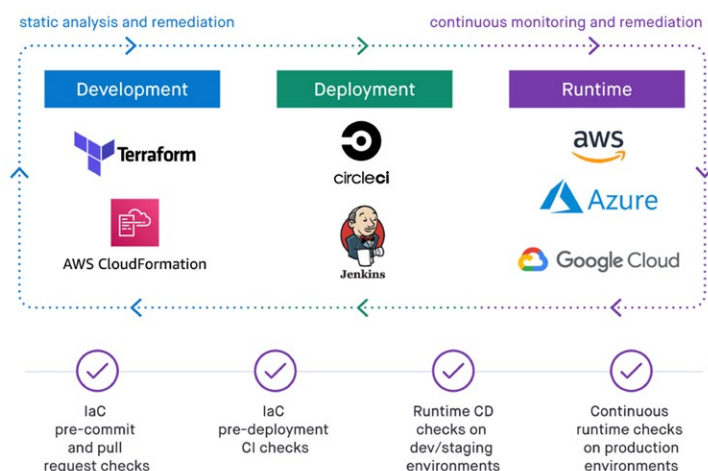 static analysis and remediation
continuous monitoring and remediation
Development
Deployment
Runtime
Terraform
AWS CloudFormation
circleci
Jenkins
aws
Azure
Google Cloud
IaC
pre-commit
and pull
request checks
IaC
pre-deployment
CI checks
Runtime CD
checks on
dev/staging
environments
Continuous
runtime checks
on production
environments